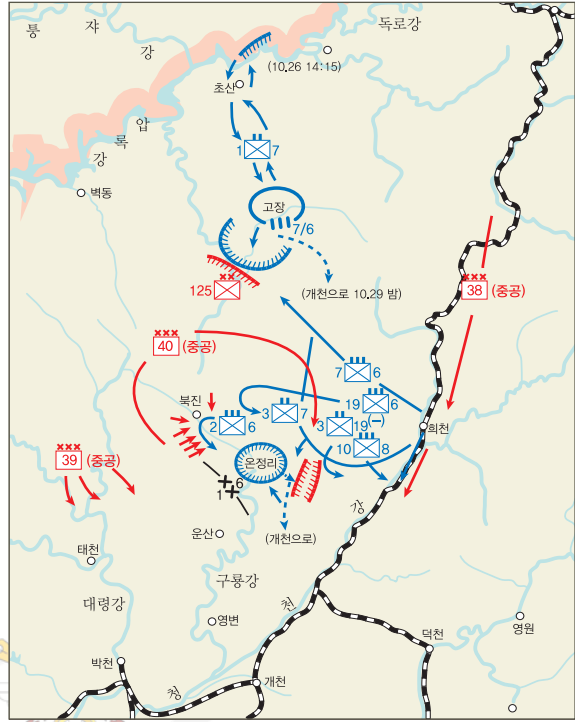 퉁 쟈 강
독로강
(10.26 14:15)
초산
압 록 강
벽동
1 7
고장
7/6
125
(개천으로 10.29 밤)
38 (중공)
40 (중공)
7 6
19 6
(−)
북진
2 6
3 7
3 19
10 8
희천
39 (중공)
온정리
6
1
(개천으로)
운산
태천
구룡강
대령강
영변
청 천 강
영원
덕천
박천
개천